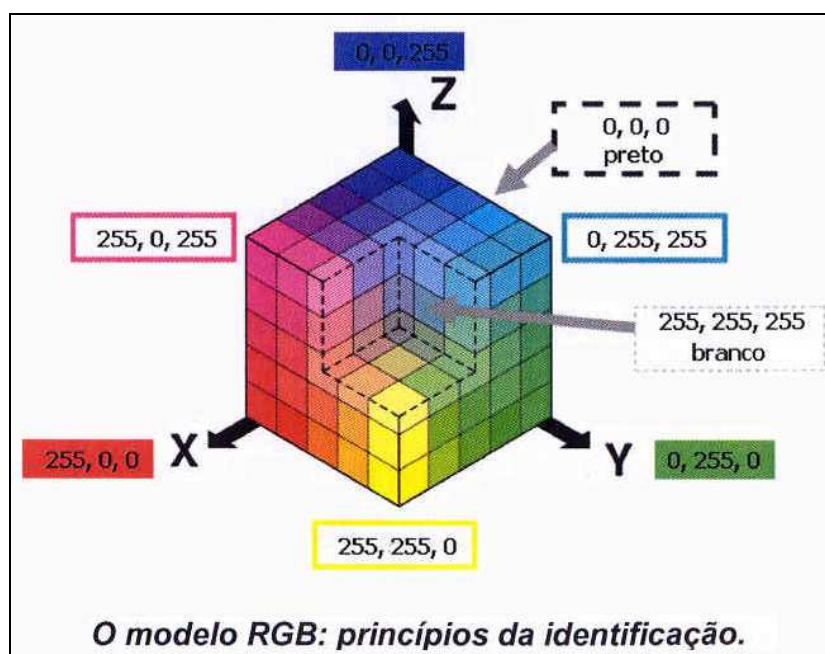 0, 0, 255
Z
0, 0, 0
preto
255, 0, 255
0, 255, 255
255, 255, 255
branco
255, 0, 0
X
Y
0, 255, 0
255, 255, 0
O modelo RGB: princípios da identificação.